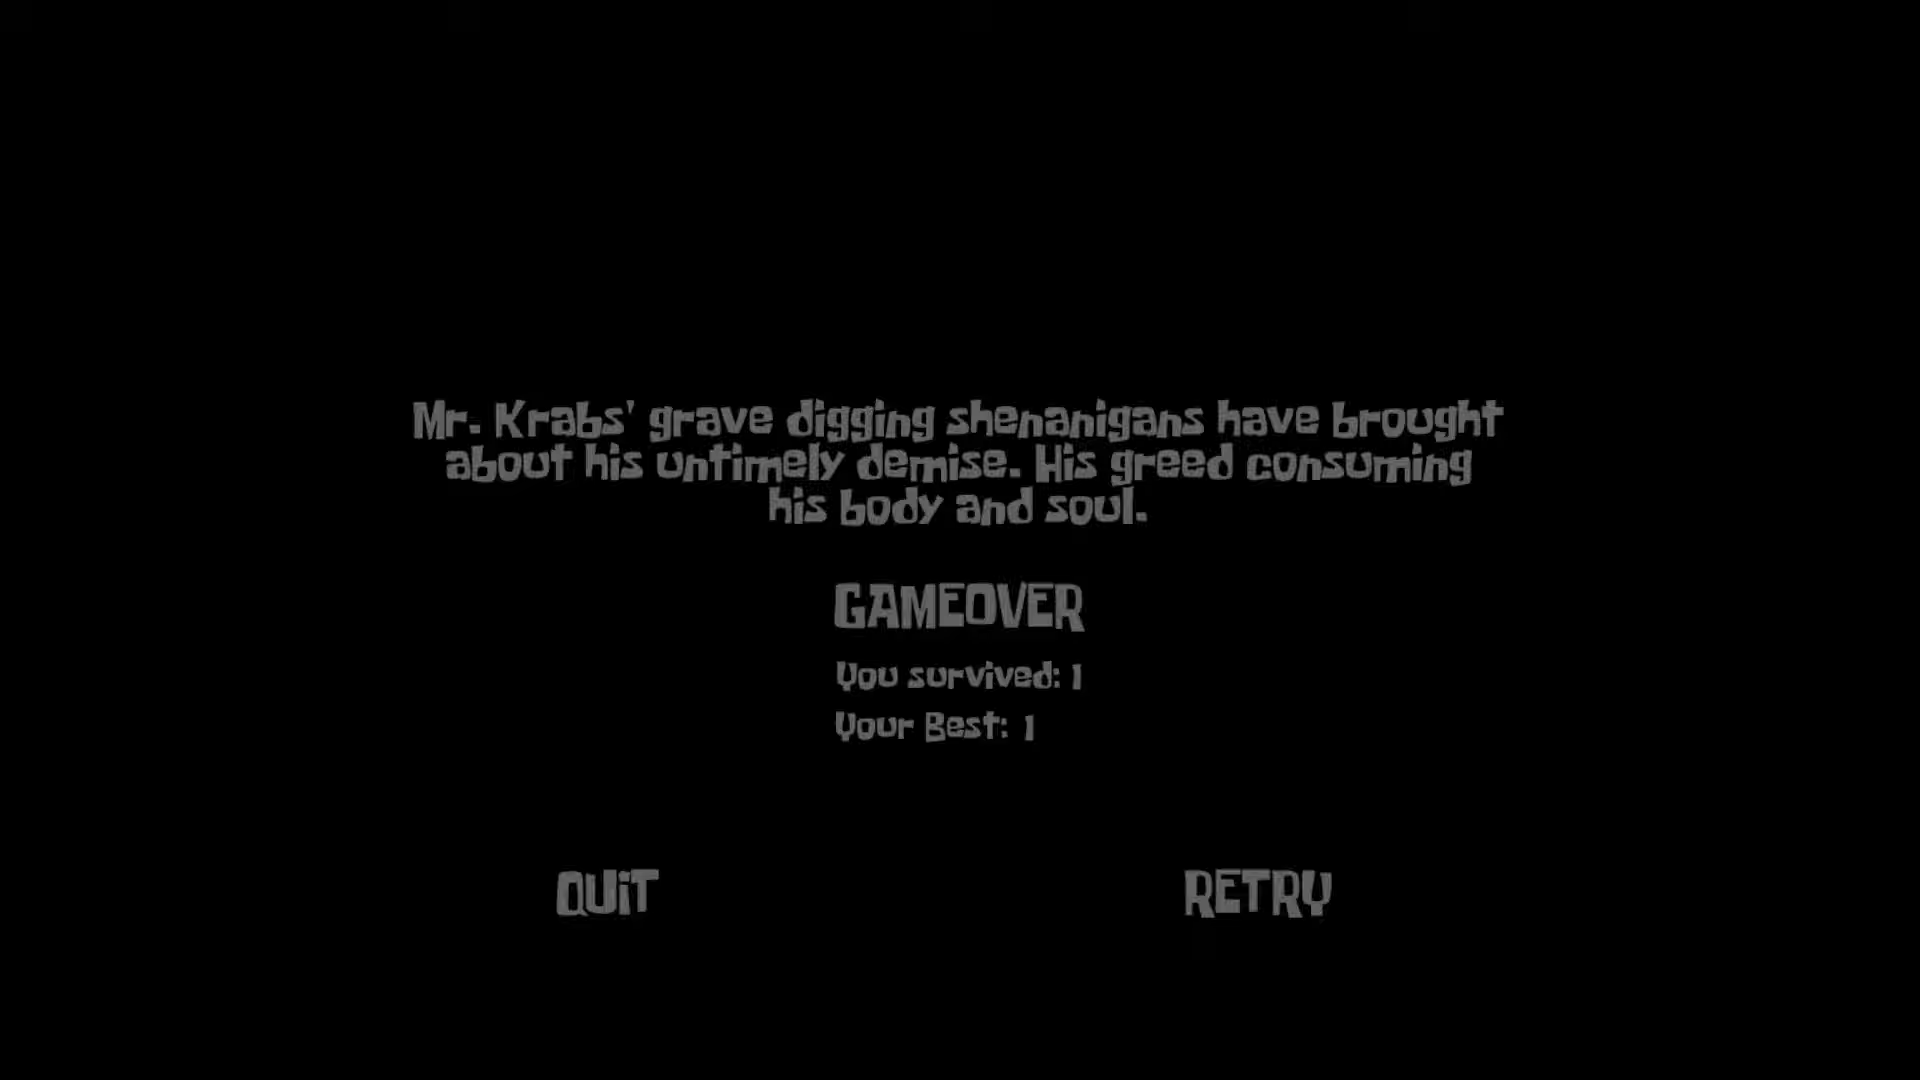 Mr. Krabs' grave digging shenanigans have brought
about his untimely demise. His greed consuming
his body and soul.
GAMEOVER
You survived: 1
Your Best: 1
QUiT
RETRY